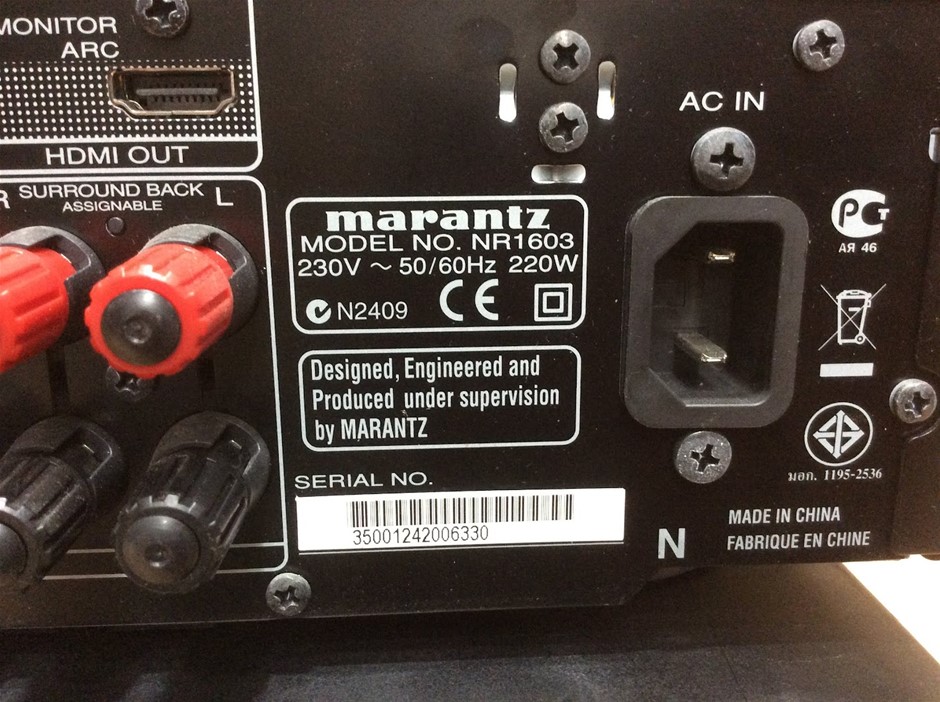 MONITOR
ARC
HDMI OUT
R SURROUND BACK L
ASSIGNABLE
AC IN
marantz
MODEL NO. NR1603
230V ~ 50/60Hz 220W
N2409 CE
Designed, Engineered and
Produced under supervision
by MARANTZ
SERIAL NO.
35001242006330
PCT
АЯ 46
มอก. 1195-2536
N
MADE IN CHINA
FABRIQUE EN CHINE